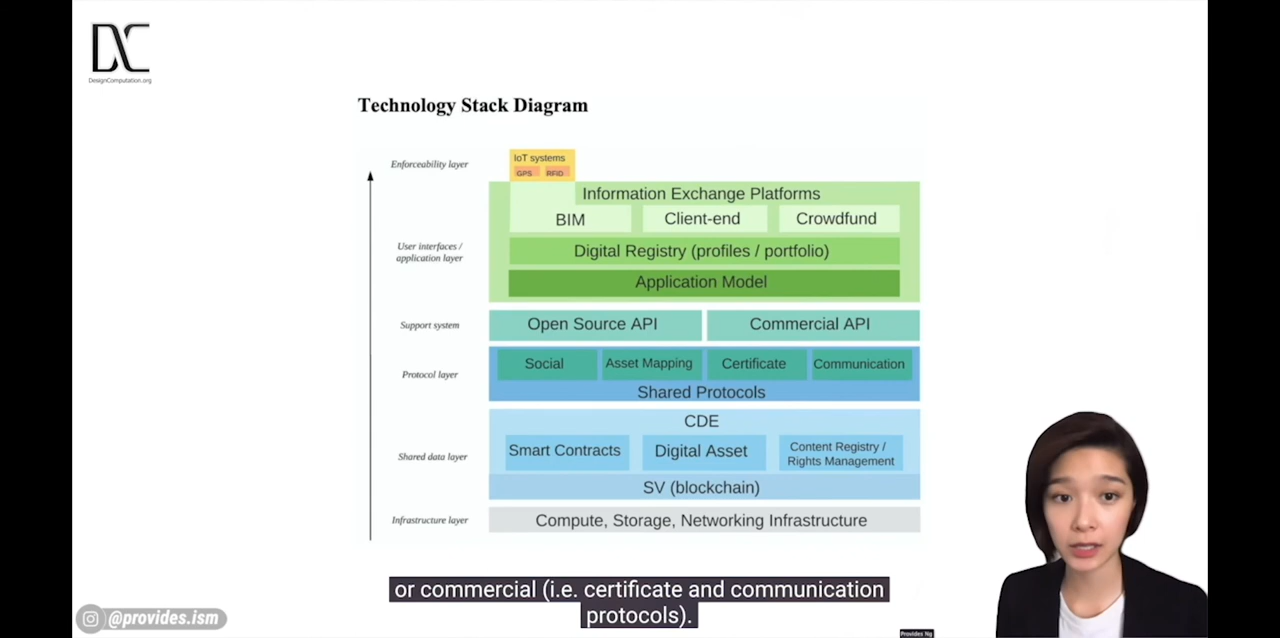 DesignComputation.org
Technology Stack Diagram
Enforceability layer
IoT systems
GPS RFiD
Information Exchange Platforms
BIM Client-end Crowdfund
User interfaces /
application layer
Digital Registry (profiles / portfolio)
Application Model
Support system
Open Source API Commercial API
Protocol layer
Social Asset Mapping Certificate Communication
Shared Protocols
CDE
Shared data layer
Smart Contracts Digital Asset
Content Registry /
Rights Management
SV (blockchain)
Infrastructure layer
Compute, Storage, Networking Infrastructure
or commercial (i.e. certificate and communication
protocols).
@provides.ism
Provides Ng